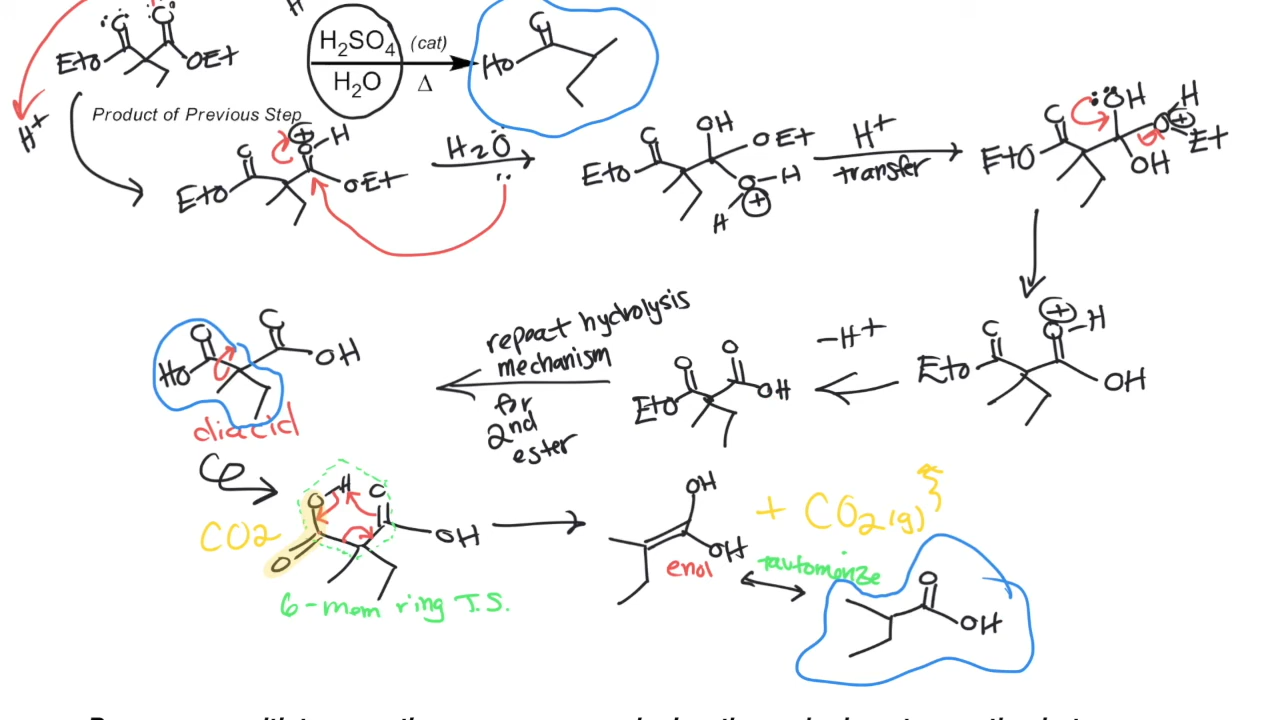 EtO
OEt
H+
H2SO4 (cat)
H2O Δ
HO
Product of Previous Step
EtO
OEt
H
H2O
EtO
OH
OEt
O-H
H
H+
transfer
EtO
OH
H
Et
OH
EtO
O-H
OH
-H+
EtO
O
O
OH
repeat hydrolysis
mechanism
for
2nd
ester
HO
OH
diacid
CO2
O
H
O
OH
6-mem ring T.S.
OH
OH
enol
+ CO2(g)
tautomerize
O
OH